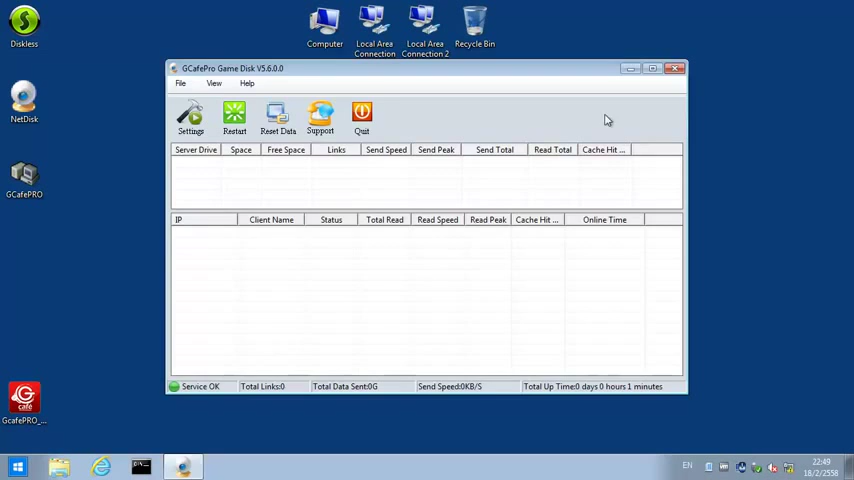 Diskless
NetDisk
GCafePRO
GcafePRO_...
Computer
Local Area
Connection
Local Area
Connection 2
Recycle Bin
GCafePro Game Disk V5.6.0.0
File View Help
Settings Restart Reset Data Support Quit
Server Drive Space Free Space Links Send Speed Send Peak Send Total Read Total Cache Hit ...
IP Client Name Status Total Read Read Speed Read Peak Cache Hit ... Online Time
Service OK Total Links:0 Total Data Sent:0G Send Speed:0KB/S Total Up Time:0 days 0 hours 1 minutes
EN
22:49
18/2/2558